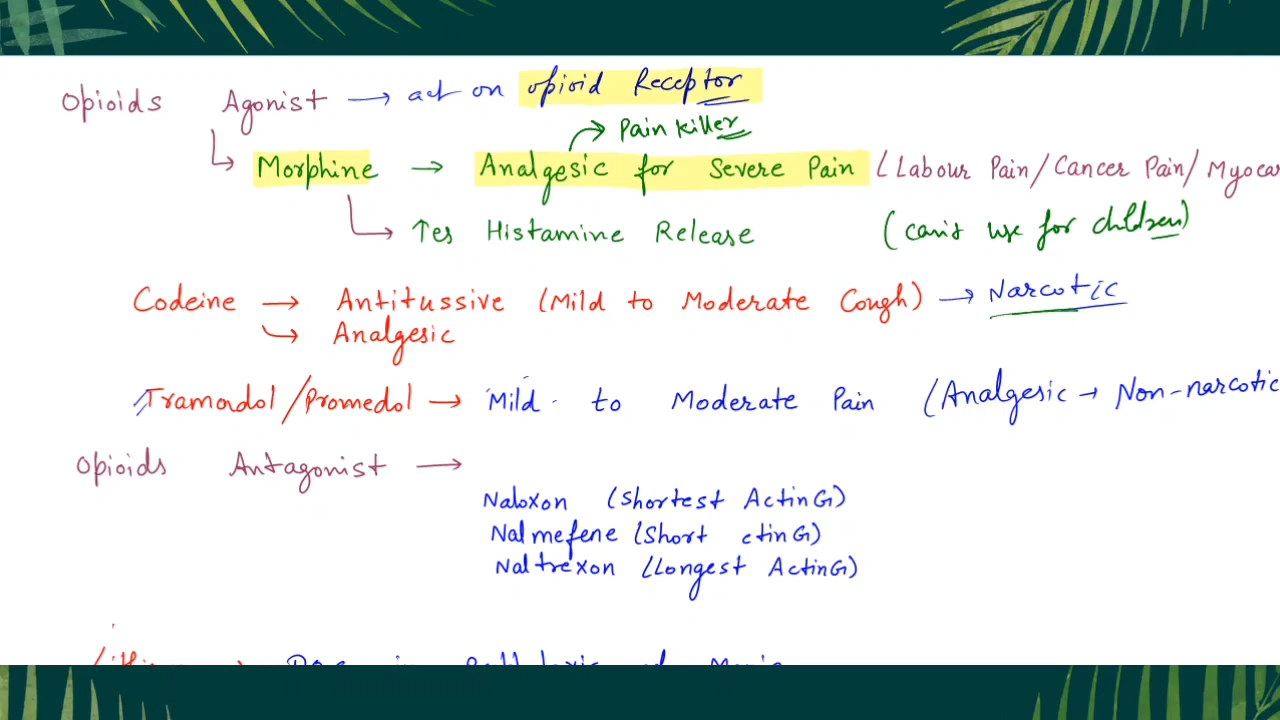 Opioids Agonist → act on opioid Receptor
→ Pain killer
↳ Morphine → Analgesic for Severe Pain (Labour Pain/Cancer Pain/Myocar
↳ ↑es Histamine Release (can't use for children)
Codeine → Antitussive (Mild to Moderate Cough) → Narcotic
↳ Analgesic
Tramadol/Promedol → Mild to Moderate Pain (Analgesic → Non-narcotic
Opioids Antagonist →
Naloxon (Shortest ActinG)
Nalmefene (Short ctinG)
Naltrexon (Longest ActinG)